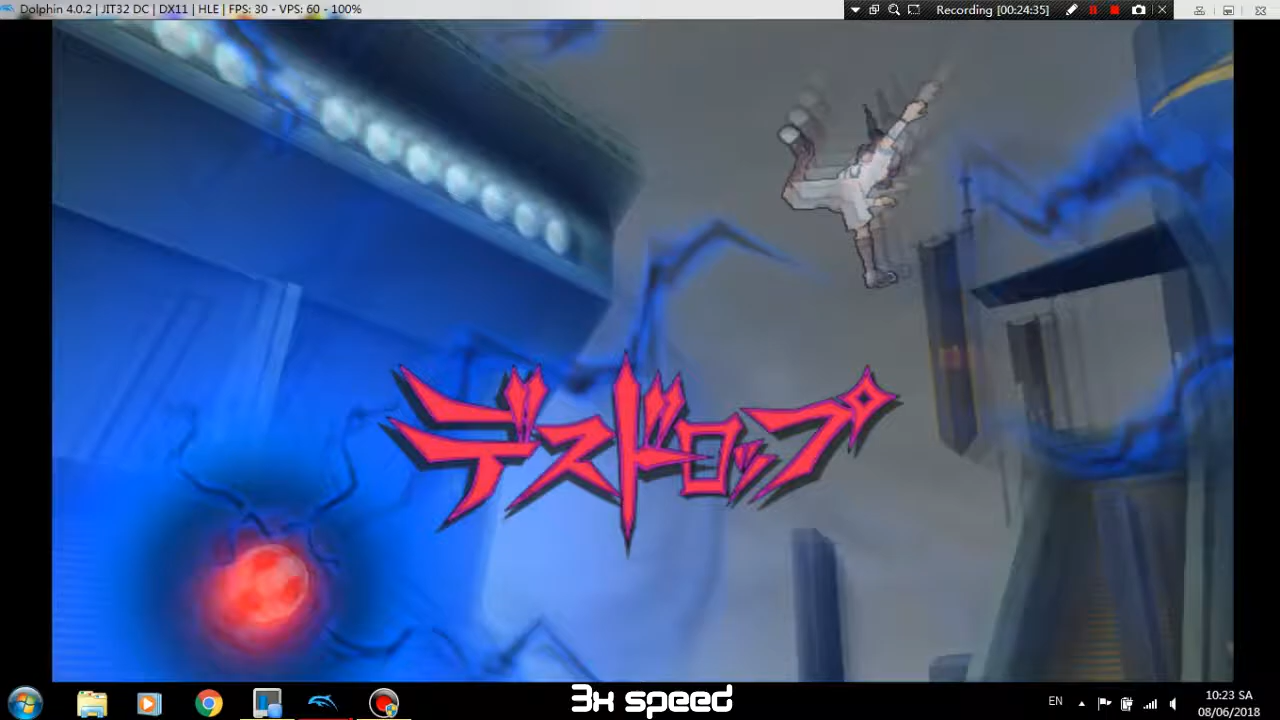 Dolphin 4.0.2 | JIT32 DC | DX11 | HLE | FPS: 30 - VPS: 60 - 100%
Recording [00:24:35]
デスドロップ
3x speed
EN
10:23 SA
08/06/2018